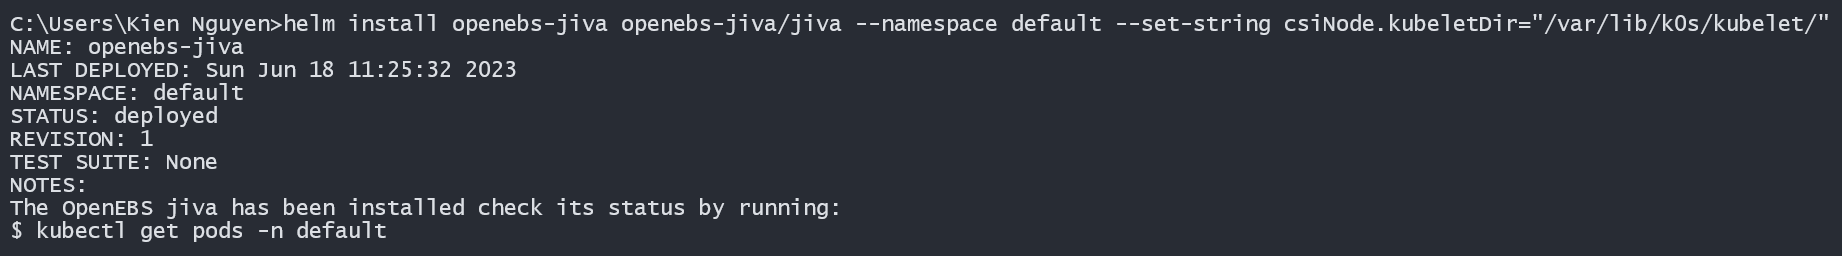 C:\Users\Kien Nguyen>helm install openebs-jiva openebs-jiva/jiva --namespace default --set-string csiNode.kubeletDir="/var/lib/k0s/kubelet/"
NAME: openebs-jiva
LAST DEPLOYED: Sun Jun 18 11:25:32 2023
NAMESPACE: default
STATUS: deployed
REVISION: 1
TEST SUITE: None
NOTES:
The OpenEBS jiva has been installed check its status by running:
$ kubectl get pods -n default